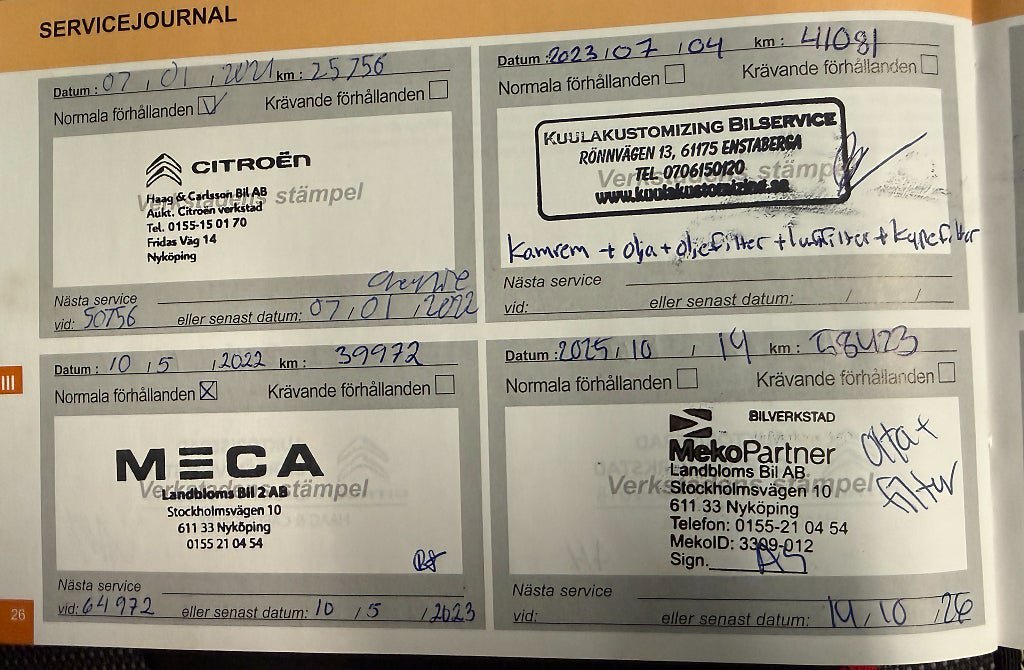 SERVICEJOURNAL
Datum : 07 / 01 / 2021 km : 25756
Normala förhållanden Krävande förhållanden
CITROËN
Verkstadens stämpel
Haag & Carlsson Bil AB
Aukt. Citroën verkstad
Tel. 0155-15 01 70
Fridas Väg 14
Nyköping
Nästa service
vid: 50756 eller senast datum: 07 / 01 / 2022
Datum : 2023 / 07 / 04 km : 41081
Normala förhållanden Krävande förhållanden
KUULAKUSTOMIZING BILSERVICE
RÖNNVÄGEN 13, 61175 ENSTABERGA
TEL 0706150120
Verkstadens stämpel
www.kuulakustomizing.se
Kamrem + olja + oljefilter + luftfilter + kupefilter
Nästa service
vid: eller senast datum: / /
III
Datum : 10 / 5 / 2022 km : 39972
Normala förhållanden Krävande förhållanden
MECA
Verkstadens stämpel
Landbloms Bil 2 AB
Stockholmsvägen 10
611 33 Nyköping
0155 21 04 54
Nästa service
vid: 64972 eller senast datum: 10 / 5 / 2023
Datum : 2025 / 10 / 14 km :
Normala förhållanden Krävande förhållanden
BILVERKSTAD
MekoPartner
Landbloms Bil AB
Verkstadens stämpel
Stockholmsvägen 10
611 33 Nyköping
Telefon: 0155-21 04 54
MekoID: 3309-012
Sign.
filter
Nästa service
vid: eller senast datum: 14 / 10 / 26
26